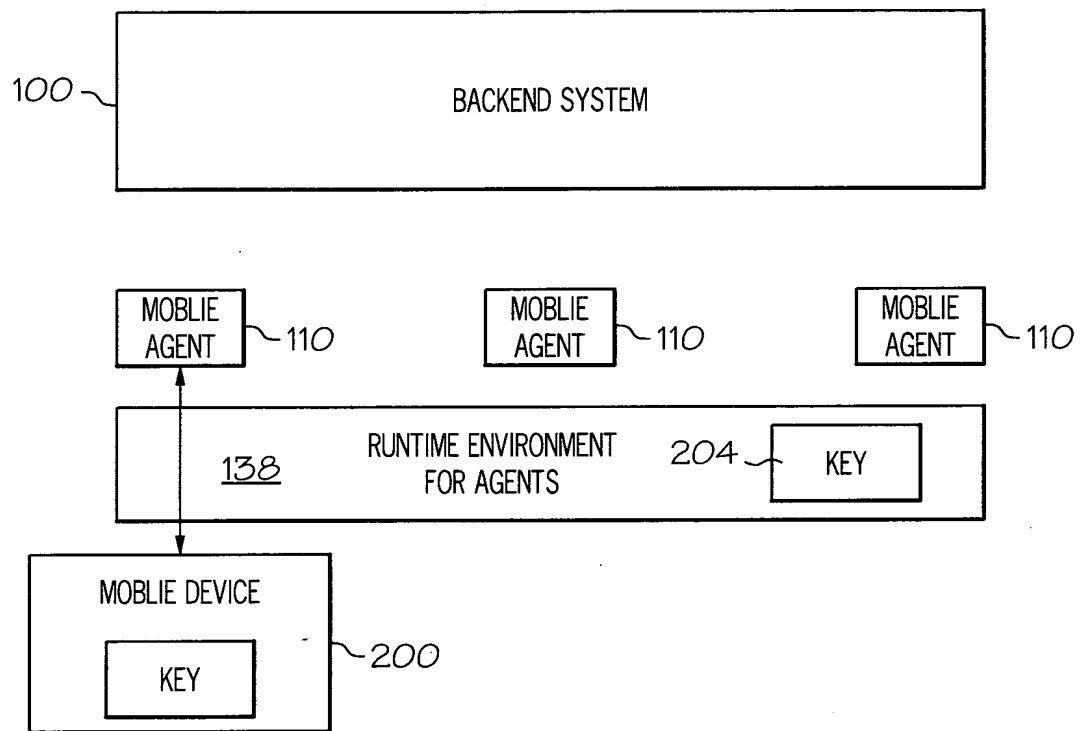 100
BACKEND SYSTEM
MOBLIE
AGENT
110
MOBLIE
AGENT
110
MOBLIE
AGENT
110
138
RUNTIME ENVIRONMENT
FOR AGENTS
204
KEY
MOBLIE DEVICE
KEY
200